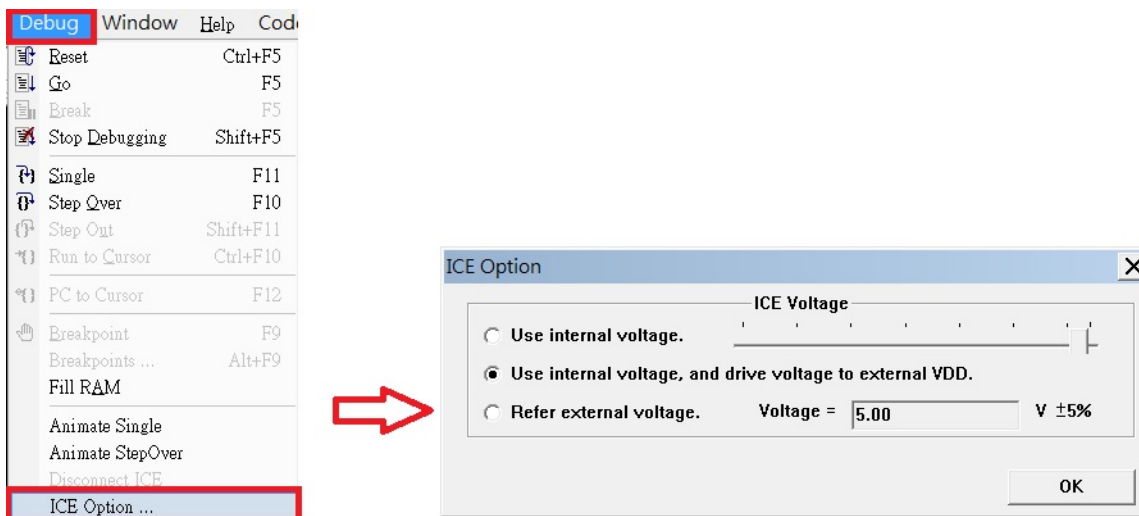 Debug Window Help Cod
Reset Ctrl+F5
Go F5
Break F5
Stop Debugging Shift+F5
Single F11
Step Over F10
Step Out Shift+F11
Run to Cursor Ctrl+F10
PC to Cursor F12
Breakpoint F9
Breakpoints ... Alt+F9
Fill RAM
Animate Single
Animate StepOver
Disconnect ICE
ICE Option ...
ICE Option
ICE Voltage
Use internal voltage.
Use internal voltage, and drive voltage to external VDD.
Refer external voltage. Voltage = 5.00 V ±5%
OK